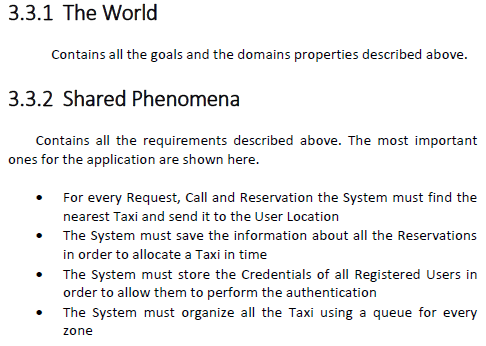 3.3.1 The World
Contains all the goals and the domains properties described above.
3.3.2 Shared Phenomena
Contains all the requirements described above. The most important
ones for the application are shown here.
• For every Request, Call and Reservation the System must find the
nearest Taxi and send it to the User Location
• The System must save the information about all the Reservations
in order to allocate a Taxi in time
• The System must store the Credentials of all Registered Users in
order to allow them to perform the authentication
• The System must organize all the Taxi using a queue for every
zone